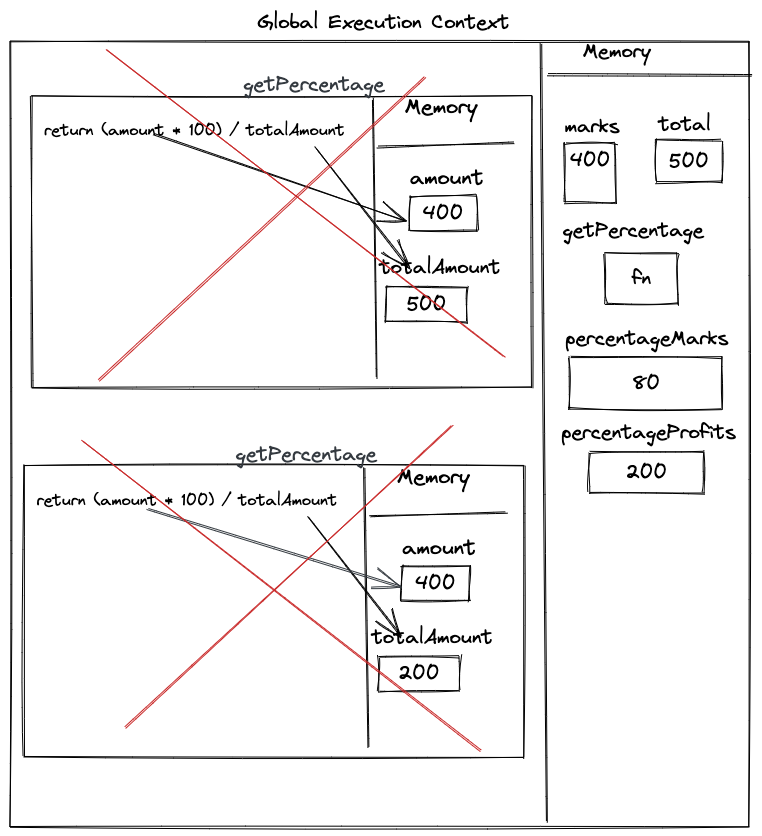 Global Execution Context
getPercentage
return (amount * 100) / totalAmount
Memory
amount
400
totalAmount
500
getPercentage
return (amount * 100) / totalAmount
Memory
amount
400
totalAmount
200
Memory
marks
400
total
500
getPercentage
fn
percentageMarks
80
percentageProfits
200